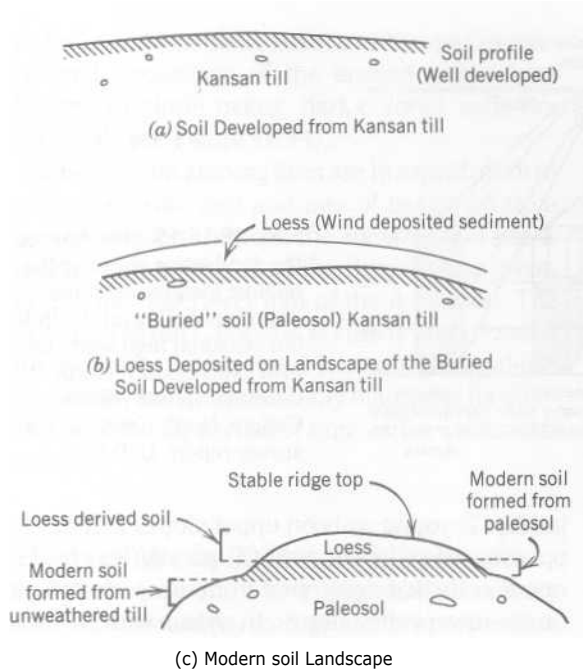 Soil profile
(Well developed)
Kansan till
(a) Soil Developed from Kansan till
Loess (Wind deposited sediment)
"Buried" soil (Paleosol) Kansan till
(b) Loess Deposited on Landscape of the Buried
Soil Developed from Kansan till
Stable ridge top
Modern soil
formed from
paleosol
Loess derived soil
Loess
Modern soil
formed from
unweathered till
Paleosol
(c) Modern soil Landscape